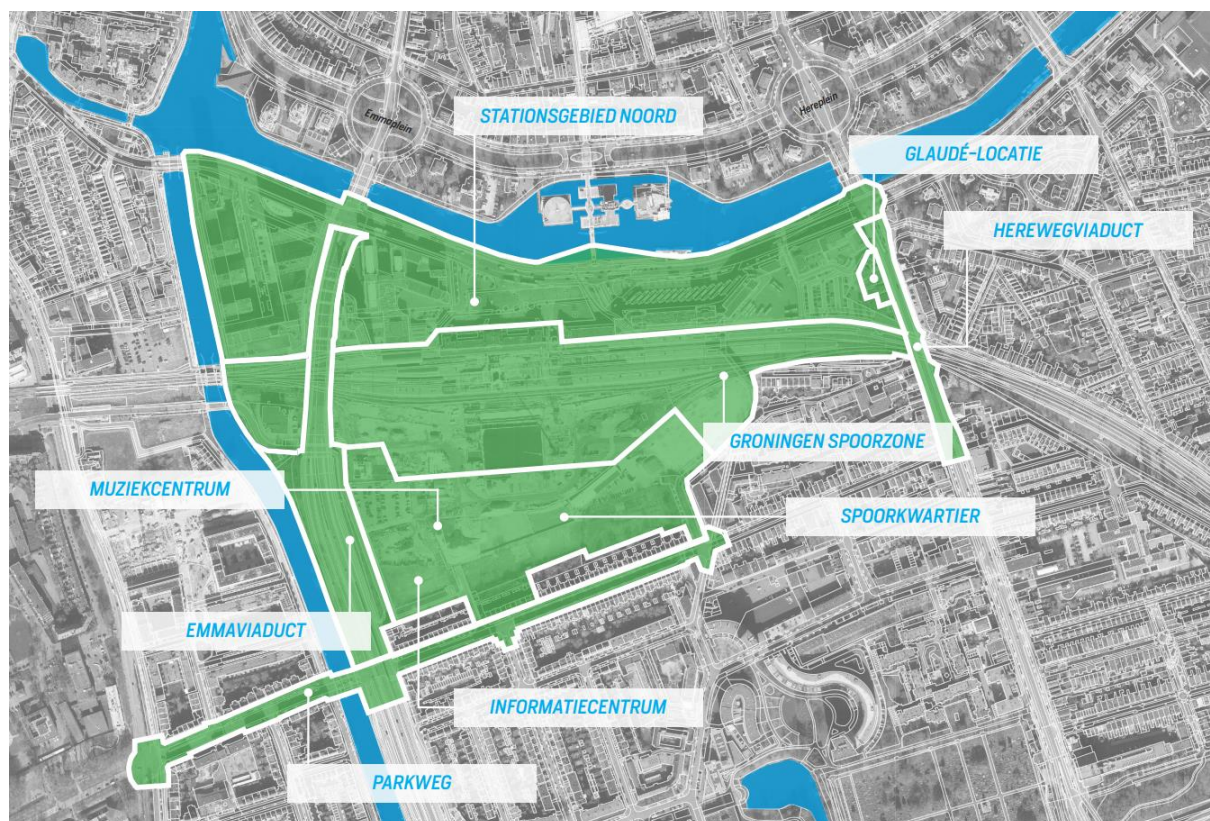 Emmaplein
Hereplein
STATIONSGEBIED NOORD
GLAUDÉ-LOCATIE
HEREWEGVIADUCT
GRONINGEN SPOORZONE
MUZIEKCENTRUM
SPOORKWARTIER
EMMAVIADUCT
INFORMATIECENTRUM
PARKWEG